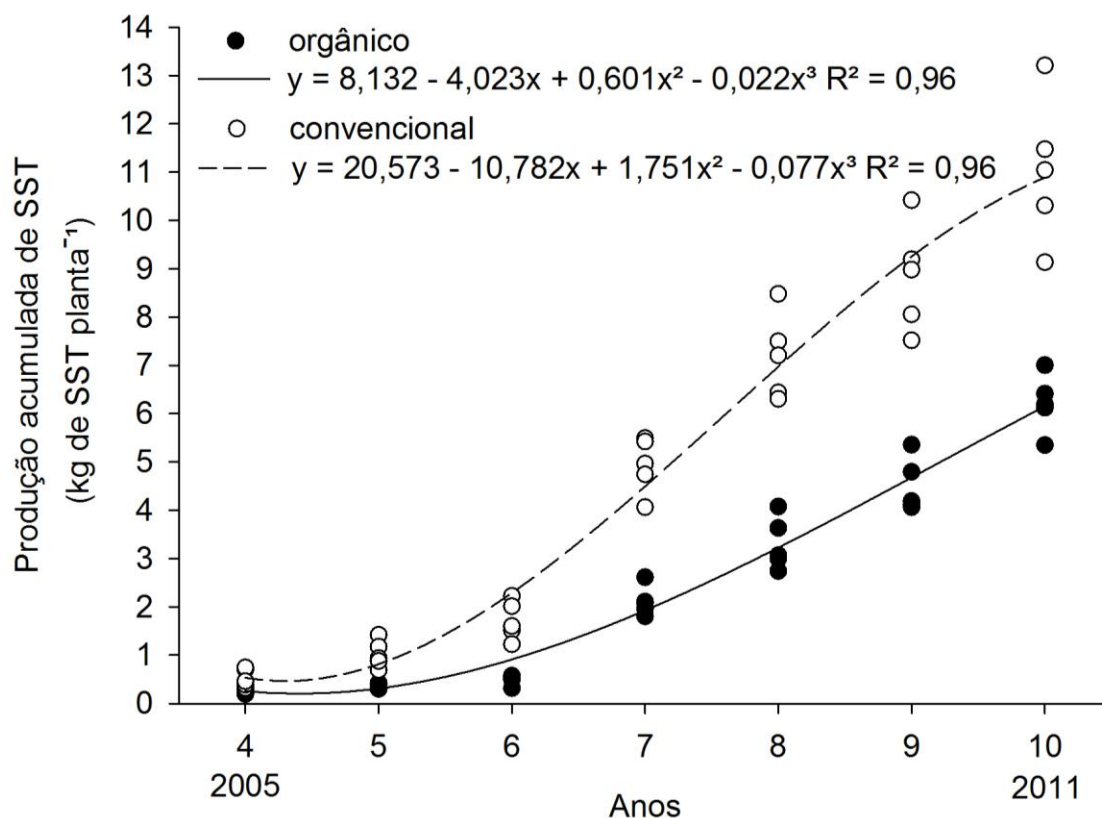 orgânico
y = 8,132 - 4,023x + 0,601x² - 0,022x³ R² = 0,96
convencional
y = 20,573 - 10,782x + 1,751x² - 0,077x³ R² = 0,96
Produção acumulada de SST
(kg de SST planta⁻¹)
14
13
12
11
10
9
8
7
6
5
4
3
2
1
0
4 5 6 7 8 9 10
2005 2011
Anos